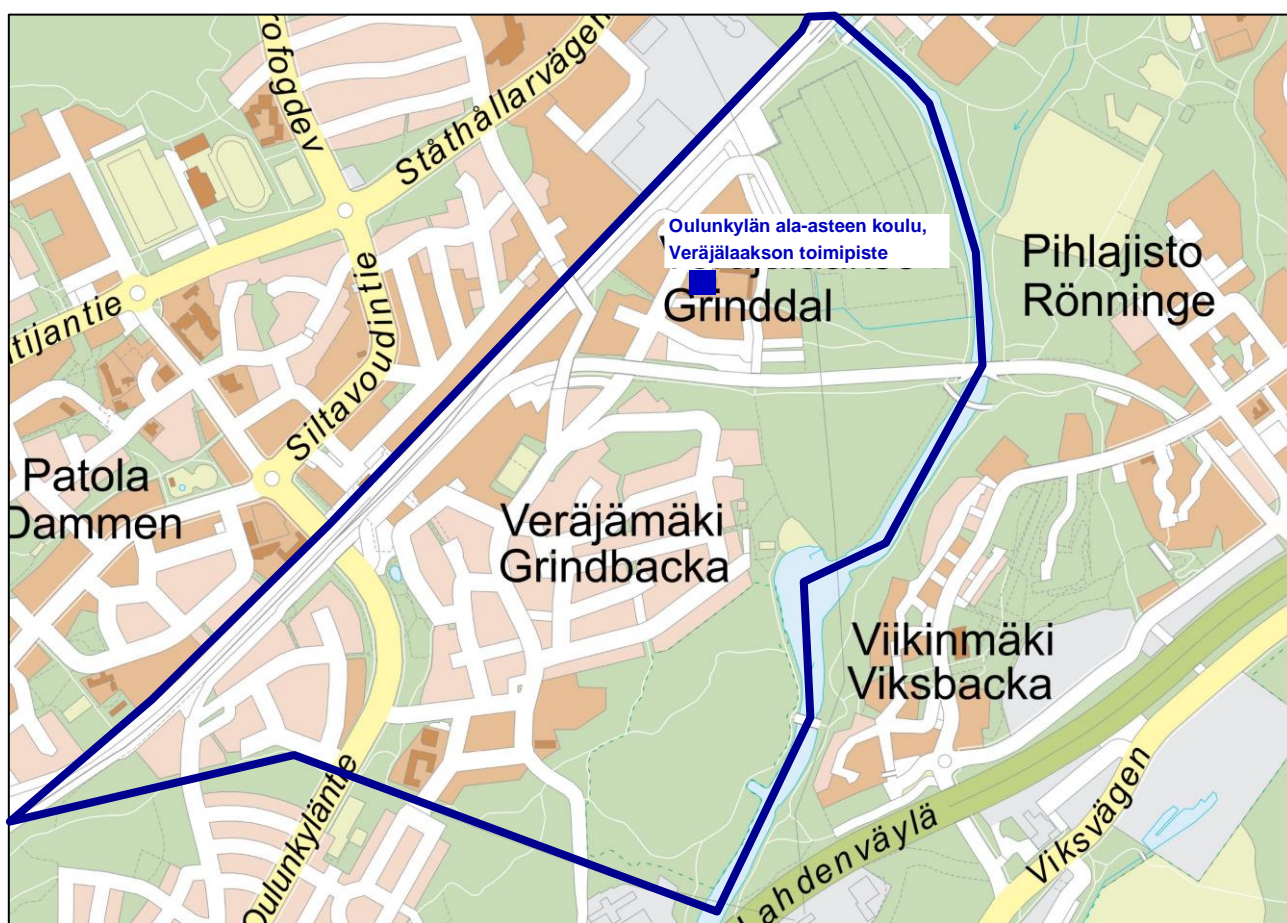 rofogdev
Ståthållarvägen
Oulunkylän ala-asteen koulu,
Veräjälaakson toimipiste
Grinddal
Pihlajisto
Rönninge
tijantie
Siltavoudintie
Patola
Dammen
Veräjämäki
Grindbacka
Viikinmäki
Viksbacka
Oulunkyläntie
Lahdenväylä
Viksvägen